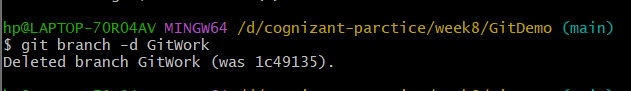 hp@LAPTOP-70R04AV MINGW64 /d/cognizant-parctice/week8/GitDemo (main)
$ git branch -d GitWork
Deleted branch GitWork (was 1c49135).